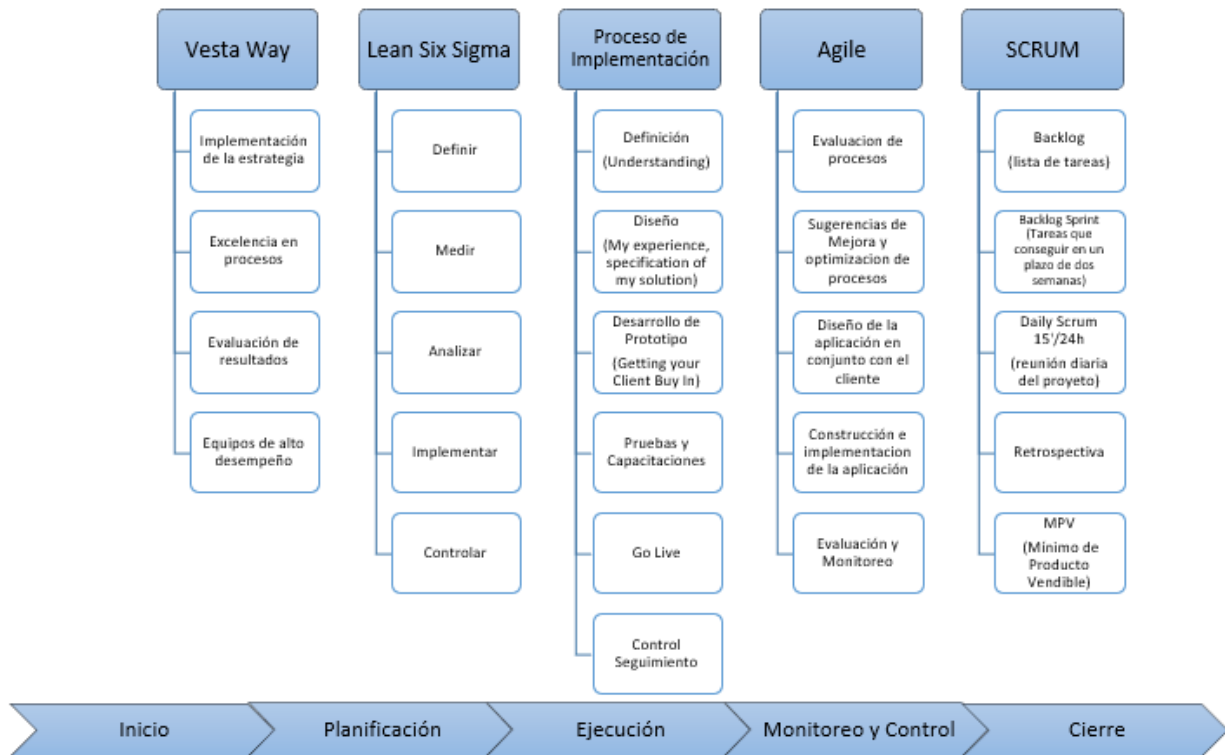 Vesta Way
Implementación
de la estrategia
Excelencia en
procesos
Evaluación de
resultados
Equipos de alto
desempeño
Lean Six Sigma
Definir
Medir
Analizar
Implementar
Controlar
Proceso de
Implementación
Definición
(Understanding)
Diseño
(My experience,
specification of
my solution)
Desarrollo de
Prototipo
(Getting your
Client Buy In)
Pruebas y
Capacitaciones
Go Live
Control
Seguimiento
Agile
Evaluacion de
procesos
Sugerencias de
Mejora y
optimizacion de
procesos
Diseño de la
aplicación en
conjunto con el
cliente
Construcción e
implementacion
de la aplicación
Evaluación y
Monitoreo
SCRUM
Backlog
(lista de tareas)
Backlog Sprint
(Tareas que
conseguir en un
plazo de dos
semanas)
Daily Scrum
15'/24h
(reunión diaria
del proyeto)
Retrospectiva
MPV
(Minimo de
Producto
Vendible)
Inicio
Planificación
Ejecución
Monitoreo y Control
Cierre